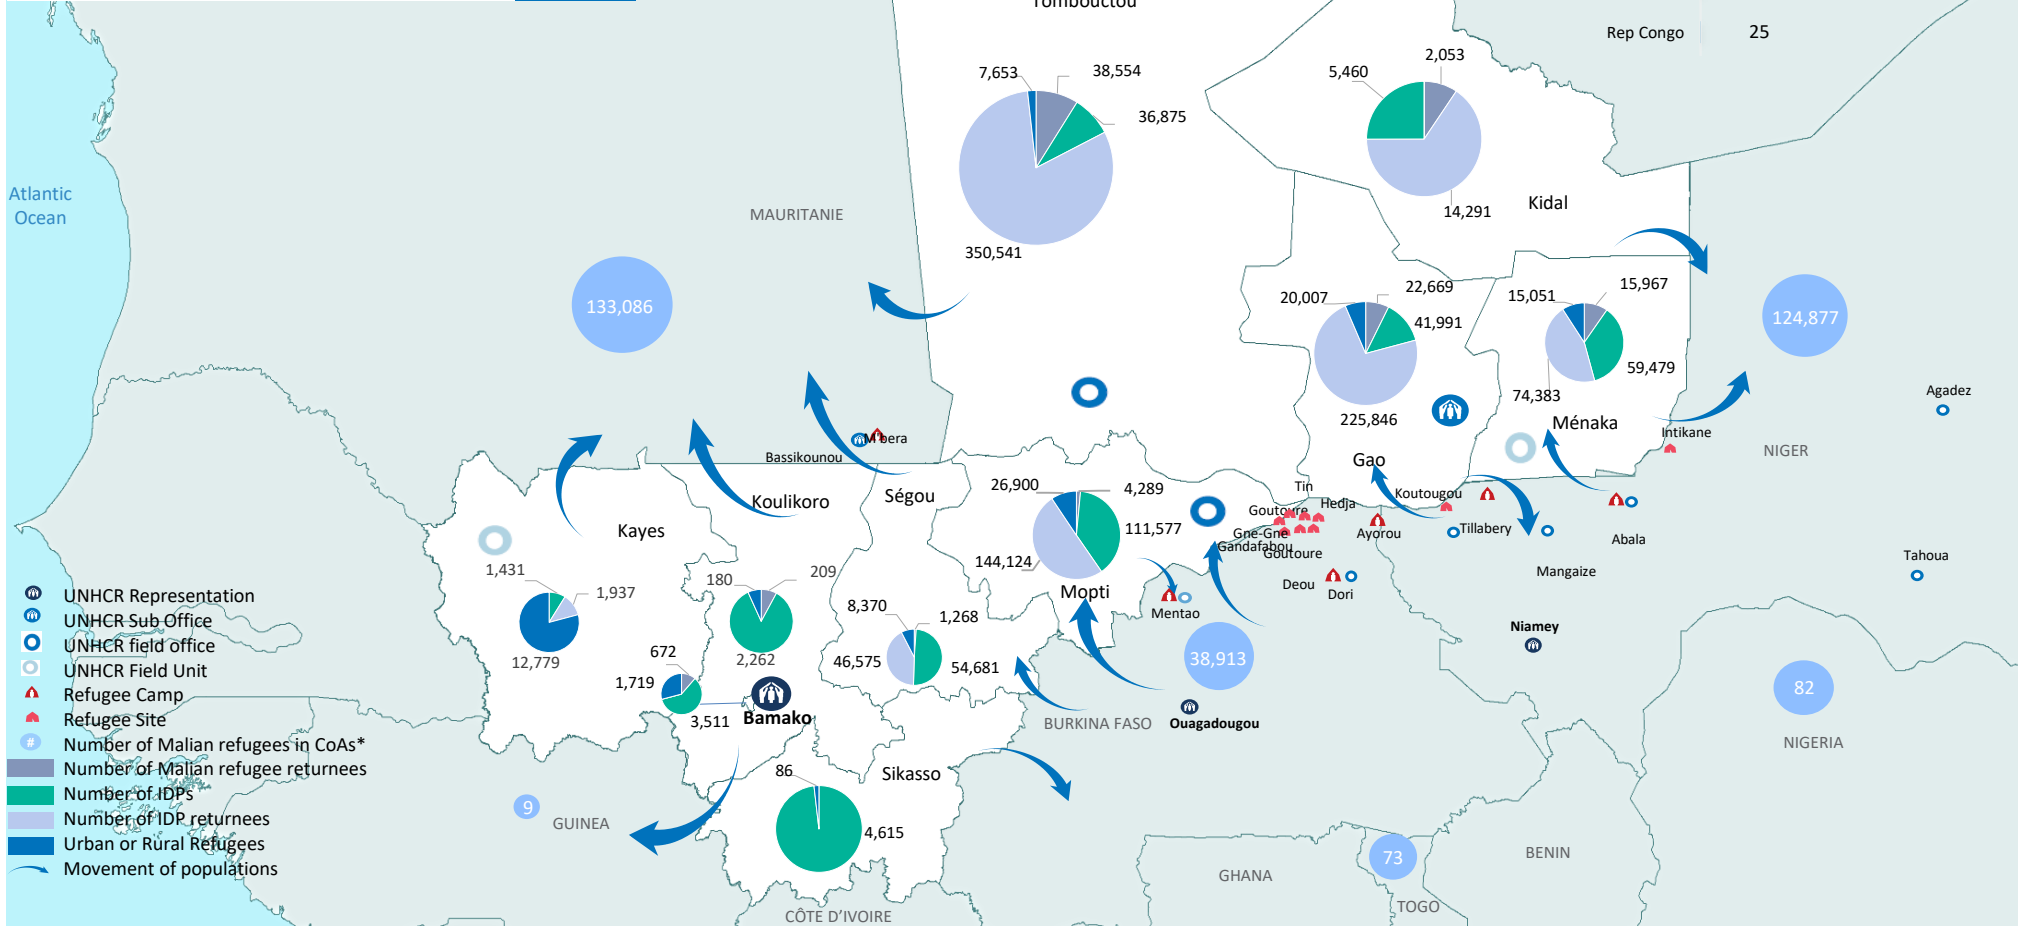 Tombouctou
Rep Congo 25
7,653
38,554
36,875
350,541
5,460
2,053
14,291
Kidal
Atlantic
Ocean
MAURITANIE
133,086
20,007
22,669
41,991
225,846
Gao
15,051
15,967
59,479
74,383
Ménaka
124,877
Agadez
NIGER
Intikane
M'bera
Bassikounou
Koulikoro
Ségou
Kayes
26,900
4,289
111,577
144,124
Mopti
Tin
Hedja
Koutougou
Goutoure
Gne-Gne
Gandafabou
Goutoure
Ayorou
Tillabery
Abala
Mangaize
Tahoua
Deou
Dori
Mentao
Niamey
1,431
1,937
12,779
180
209
2,262
672
1,719
3,511
Bamako
8,370
1,268
46,575
54,681
38,913
BURKINA FASO
Ouagadougou
82
NIGERIA
UNHCR Representation
UNHCR Sub Office
UNHCR field office
UNHCR Field Unit
Refugee Camp
Refugee Site
# Number of Malian refugees in CoAs*
Number of Malian refugee returnees
Number of IDPs
Number of IDP returnees
Urban or Rural Refugees
Movement of populations
Sikasso
86
4,615
9
GUINEA
CÔTE D'IVOIRE
GHANA
73
TOGO
BENIN